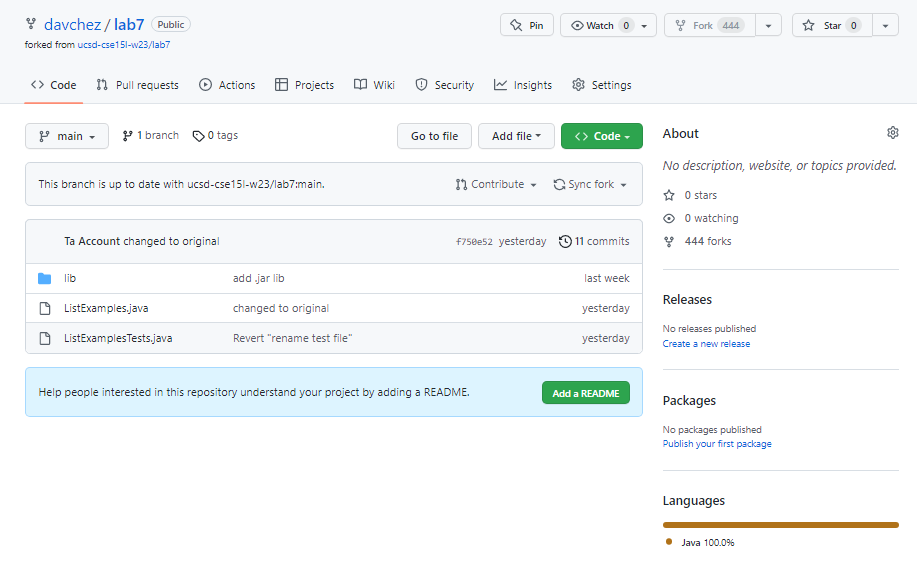 davchez / lab7 Public
Pin Watch 0 Fork 444 Star 0
forked from ucsd-cse15l-w23/lab7
Code Pull requests Actions Projects Wiki Security Insights Settings
main 1 branch 0 tags Go to file Add file Code
This branch is up to date with ucsd-cse15l-w23/lab7:main. Contribute Sync fork
Ta Account changed to original f750e52 yesterday 11 commits
lib add .jar lib last week
ListExamples.java changed to original yesterday
ListExamplesTests.java Revert "rename test file" yesterday
Help people interested in this repository understand your project by adding a README. Add a README
About
No description, website, or topics provided.
0 stars
0 watching
444 forks
Releases
No releases published
Create a new release
Packages
No packages published
Publish your first package
Languages
Java 100.0%